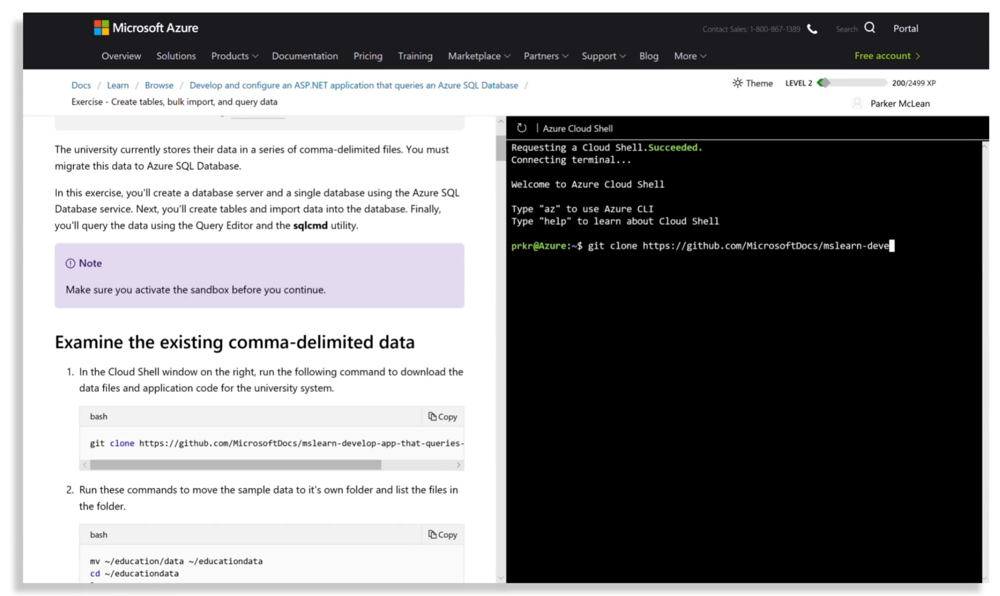 Microsoft Azure
Contact Sales: 1-800-867-1389 Search Portal
Overview Solutions Products Documentation Pricing Training Marketplace Partners Support Blog More Free account
Docs / Learn / Browse / Develop and configure an ASP.NET application that queries an Azure SQL Database /
Exercise - Create tables, bulk import, and query data
Theme LEVEL 2 200/2499 XP
Parker McLean
The university currently stores their data in a series of comma-delimited files. You must
migrate this data to Azure SQL Database.
In this exercise, you'll create a database server and a single database using the Azure SQL
Database service. Next, you'll create tables and import data into the database. Finally,
you'll query the data using the Query Editor and the sqlcmd utility.
Note
Make sure you activate the sandbox before you continue.
Examine the existing comma-delimited data
1. In the Cloud Shell window on the right, run the following command to download the
data files and application code for the university system.
bash Copy
git clone https://github.com/MicrosoftDocs/mslearn-develop-app-that-queries-
2. Run these commands to move the sample data to it's own folder and list the files in
the folder.
bash Copy
mv ~/education/data ~/educationdata
cd ~/educationdata
| Azure Cloud Shell
Requesting a Cloud Shell.Succeeded.
Connecting terminal...
Welcome to Azure Cloud Shell
Type "az" to use Azure CLI
Type "help" to learn about Cloud Shell
prkr@Azure:~$ git clone https://github.com/MicrosoftDocs/mslearn-deve